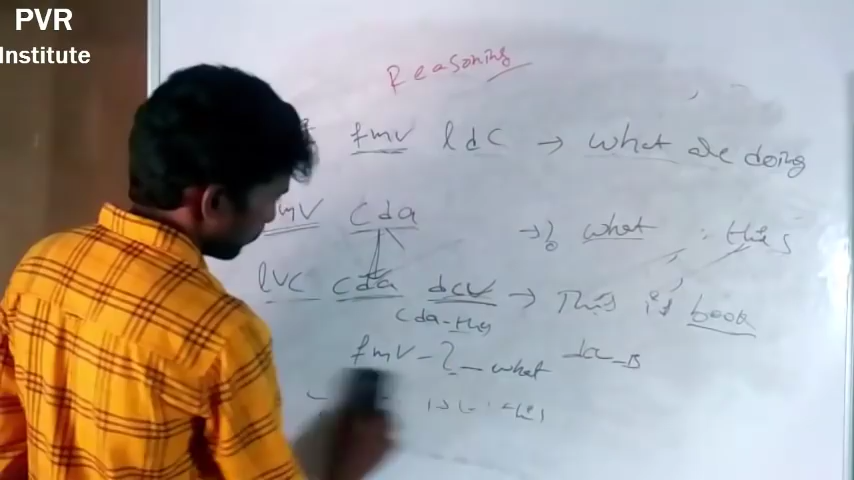 PVR
Institute
Reasoning
fmv ldc → what are doing
mv cda → ? what : this
lvc cda dcv → This is book
cda-this
fmv - ? - what da-B